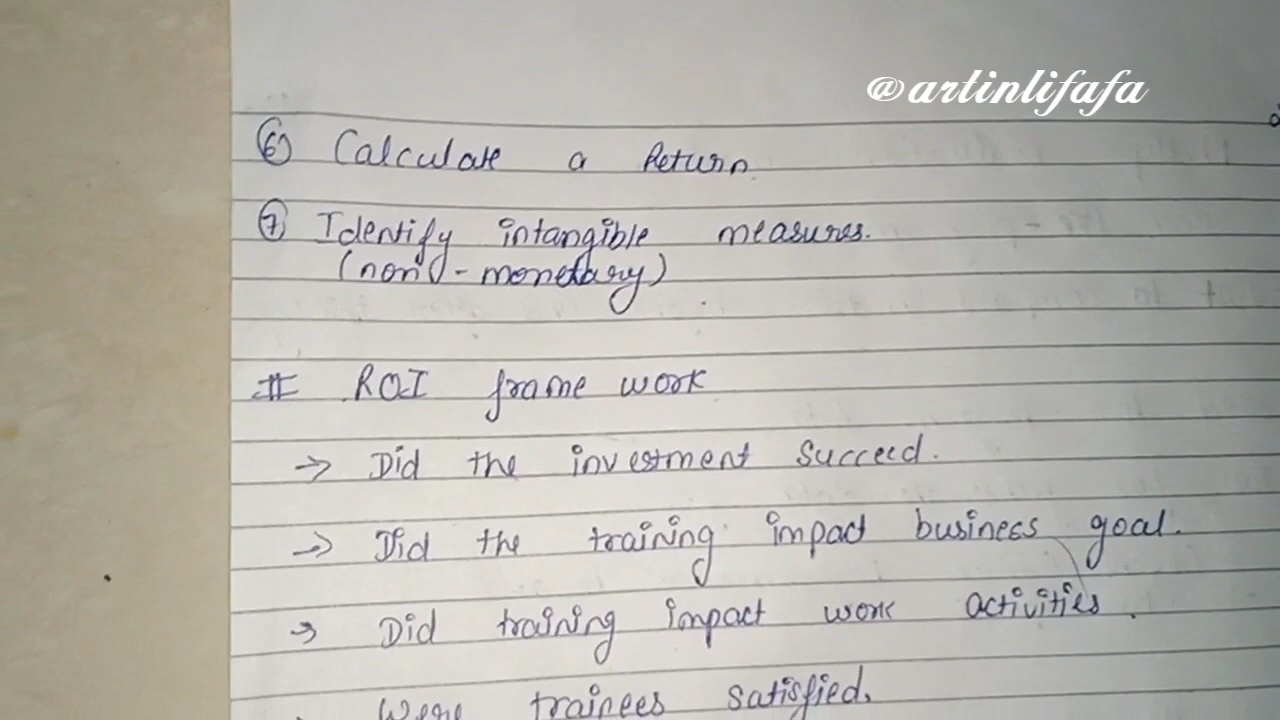 @artinlifafa
⑥ Calculate a Return
⑦ Identify intangible measures.
(non-monetary)
# ROI frame work
→ Did the investment succeed.
→ Did the training impact business goal.
→ Did training impact work activities.
Were trainees satisfied.